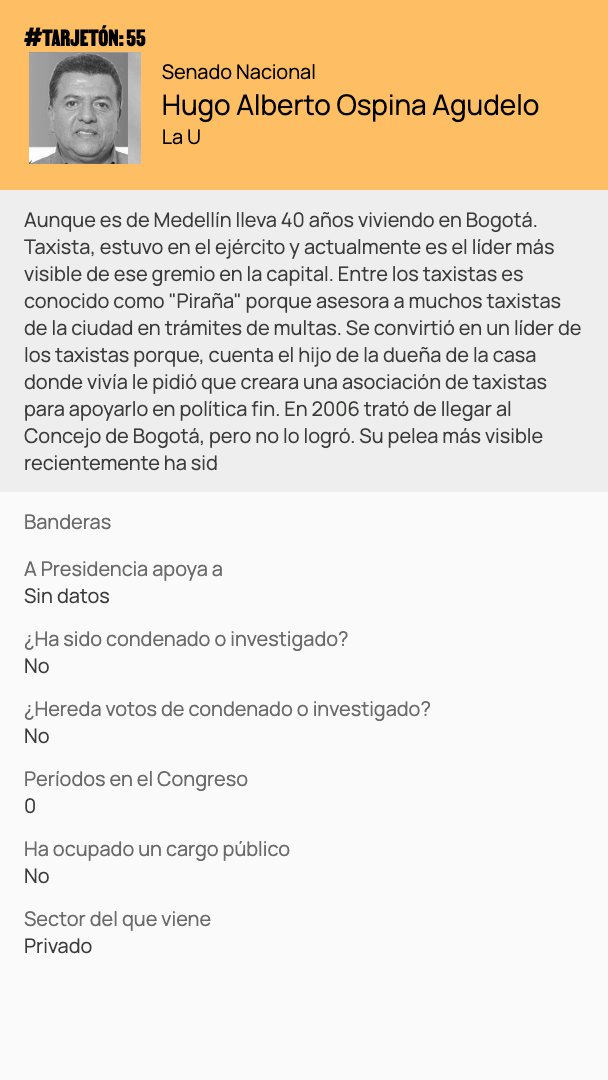 #TARJETÓN: 55
Senado Nacional
Hugo Alberto Ospina Agudelo
La U
Aunque es de Medellín lleva 40 años viviendo en Bogotá.
Taxista, estuvo en el ejército y actualmente es el líder más
visible de ese gremio en la capital. Entre los taxistas es
conocido como "Piraña" porque asesora a muchos taxistas
de la ciudad en trámites de multas. Se convirtió en un líder de
los taxistas porque, cuenta el hijo de la dueña de la casa
donde vivía le pidió que creara una asociación de taxistas
para apoyarlo en política fin. En 2006 trató de llegar al
Concejo de Bogotá, pero no lo logró. Su pelea más visible
recientemente ha sid
Banderas
A Presidencia apoya a
Sin datos
¿Ha sido condenado o investigado?
No
¿Hereda votos de condenado o investigado?
No
Períodos en el Congreso
0
Ha ocupado un cargo público
No
Sector del que viene
Privado